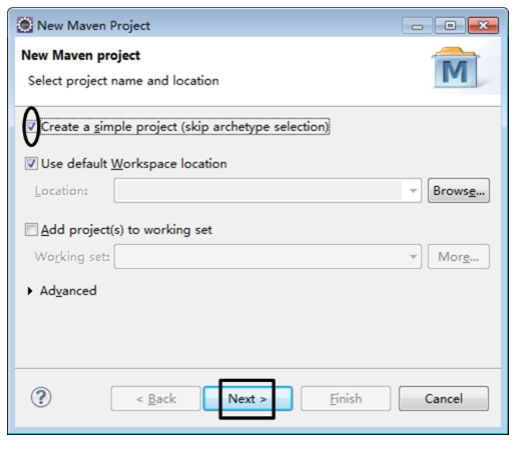 New Maven Project
New Maven project
Select project name and location
M
Create a simple project (skip archetype selection)
Use default Workspace location
Location:
Browse...
Add project(s) to working set
Working set:
More...
Advanced
?
< Back
Next >
Finish
Cancel